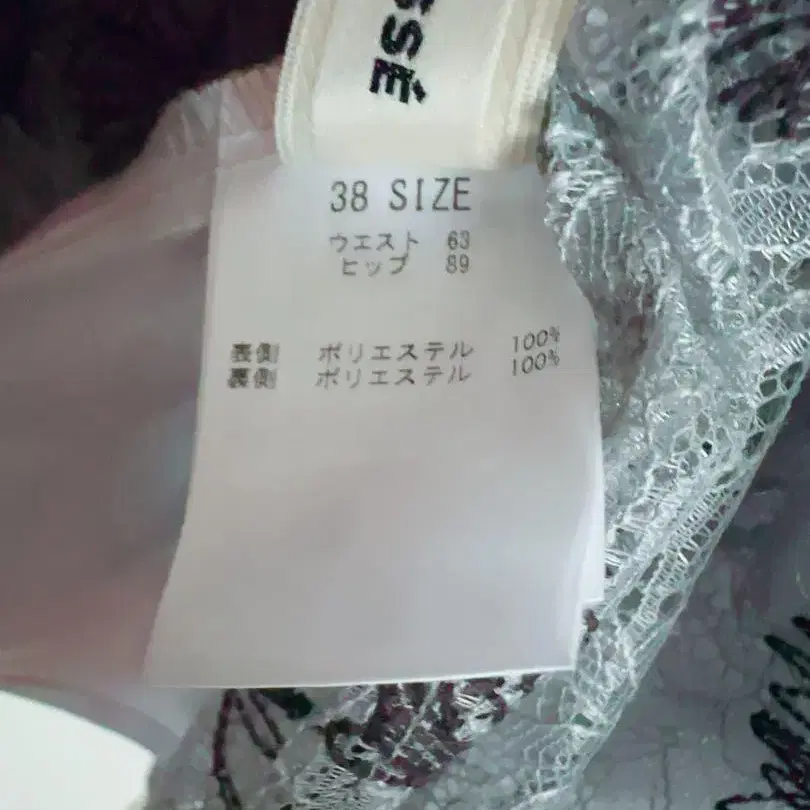 SSÉ
38 SIZE
ウエスト 63
ヒップ 89
表側 ポリエステル 100%
裏側 ポリエステル 100%